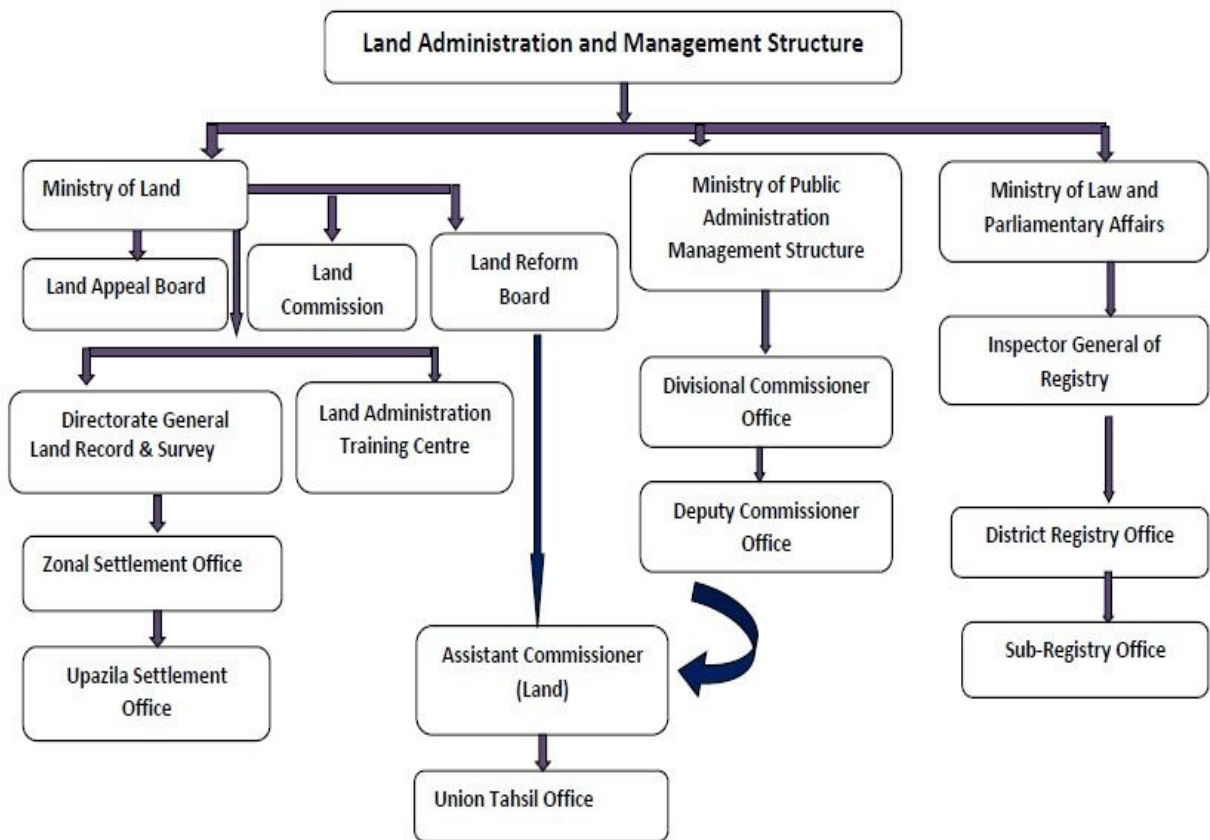 Land Administration and Management Structure
Ministry of Land
Ministry of Public
Administration
Management Structure
Ministry of Law and
Parliamentary Affairs
Land Appeal Board
Land
Commission
Land Reform
Board
Inspector General of
Registry
Directorate General
Land Record & Survey
Land Administration
Training Centre
Divisional Commissioner
Office
Deputy Commissioner
Office
District Registry Office
Zonal Settlement Office
Assistant Commissioner
(Land)
Sub-Registry Office
Upazila Settlement
Office
Union Tahsil Office